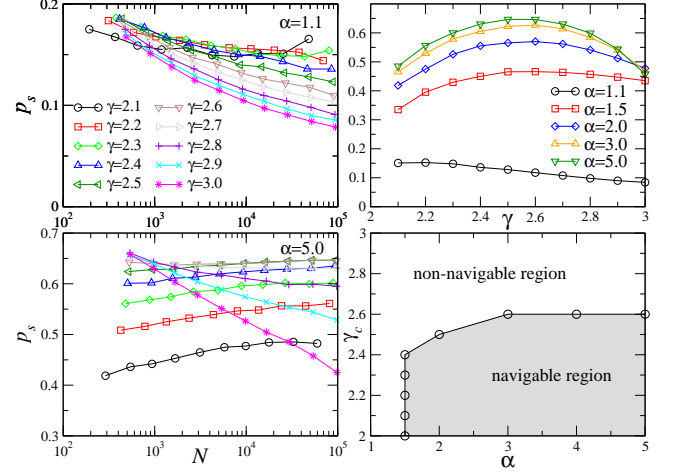 0.2
α=1.1
0.1
p_s
γ=2.1 γ=2.6
γ=2.2 γ=2.7
γ=2.3 γ=2.8
γ=2.4 γ=2.9
γ=2.5 γ=3.0
0
10^2 10^3 10^4 10^5
0.7
0.6
0.5
0.4
0.3
0.2
0.1
0
α=1.1
α=1.5
α=2.0
α=3.0
α=5.0
2 2.2 2.4 2.6 2.8 3
γ
0.7
α=5.0
0.6
p_s
0.5
0.4
0.3
10^2 10^3 10^4 10^5
N
3
2.8
γ_c
2.6
2.4
2.2
2
non-navigable region
navigable region
1 2 3 4 5
α